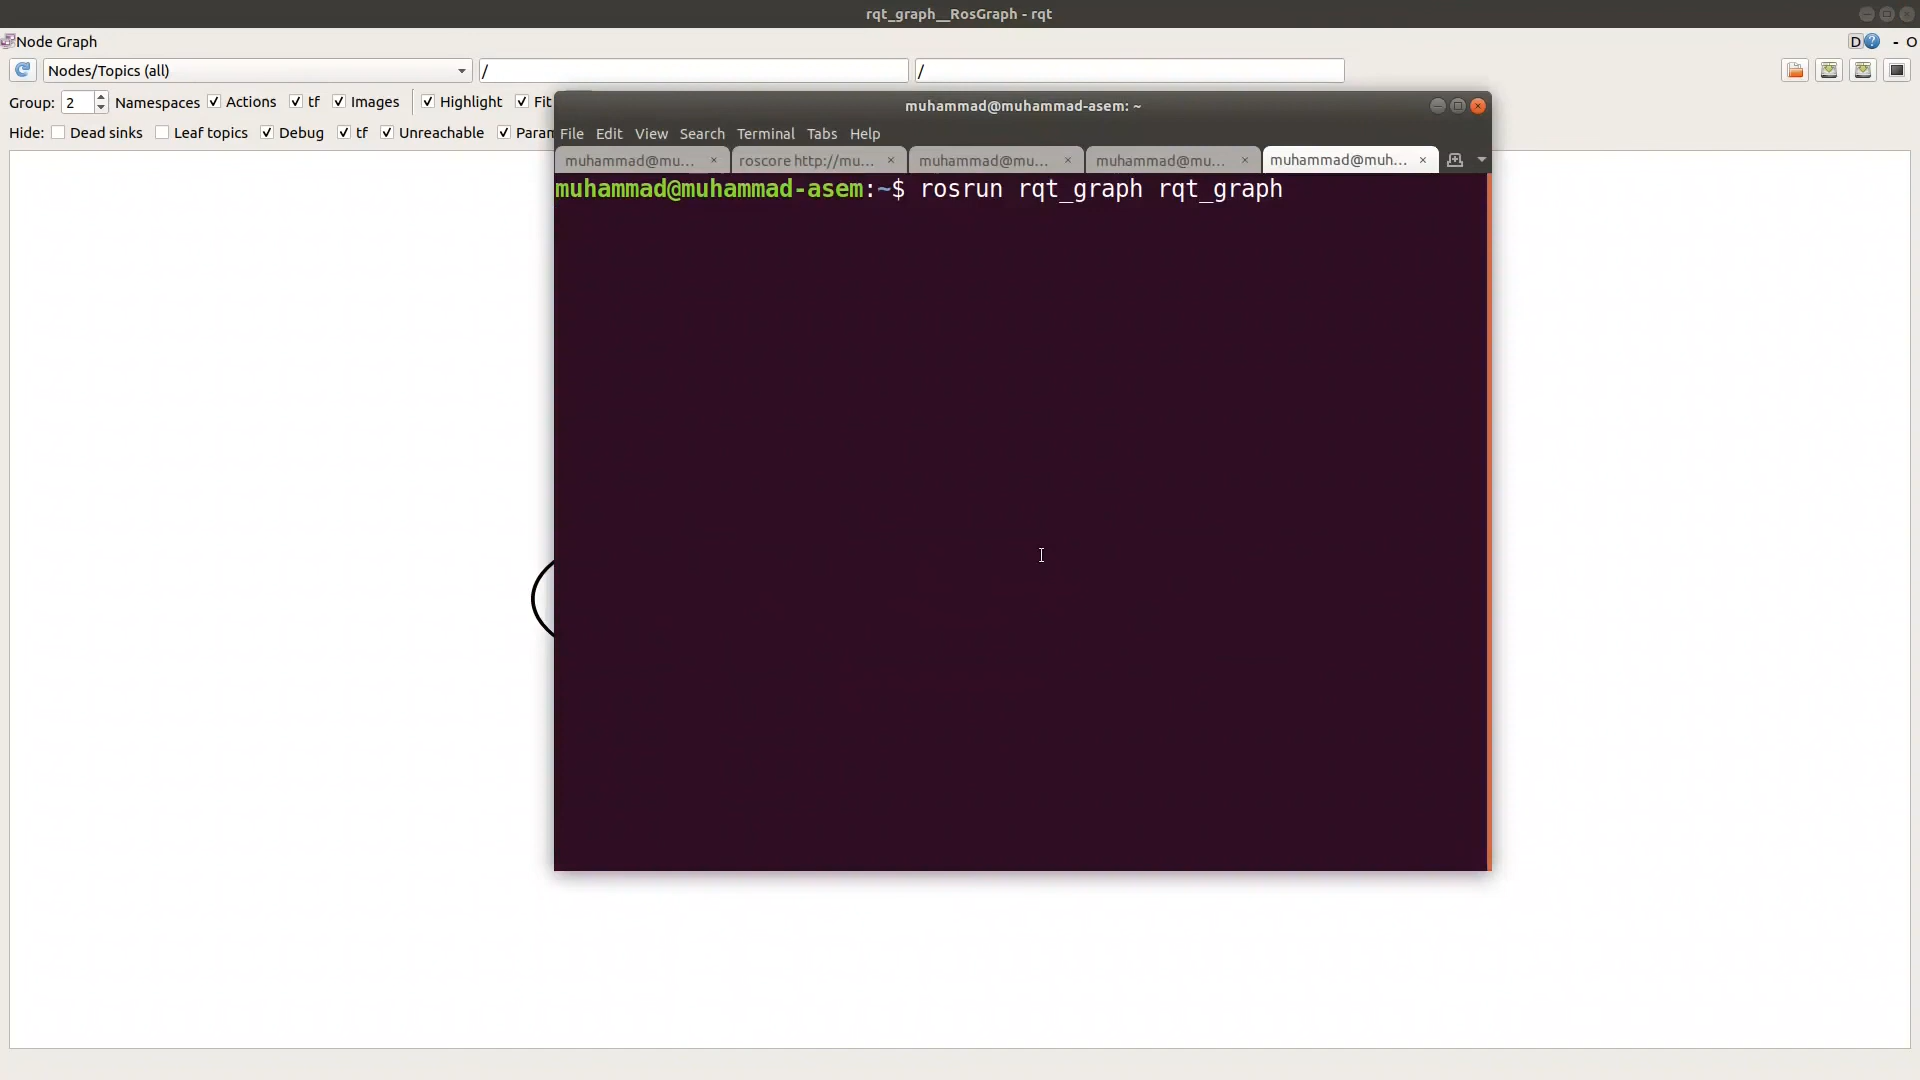 rqt_graph__RosGraph - rqt
Node Graph
D ? - O
Nodes/Topics (all) / /
Group: 2 Namespaces Actions tf Images Highlight Fit
Hide: Dead sinks Leaf topics Debug tf Unreachable Param
muhammad@muhammad-asem: ~
File Edit View Search Terminal Tabs Help
muhammad@mu... × roscore http://mu... × muhammad@mu... × muhammad@mu... × muhammad@muh... ×
muhammad@muhammad-asem:~$ rosrun rqt_graph rqt_graph